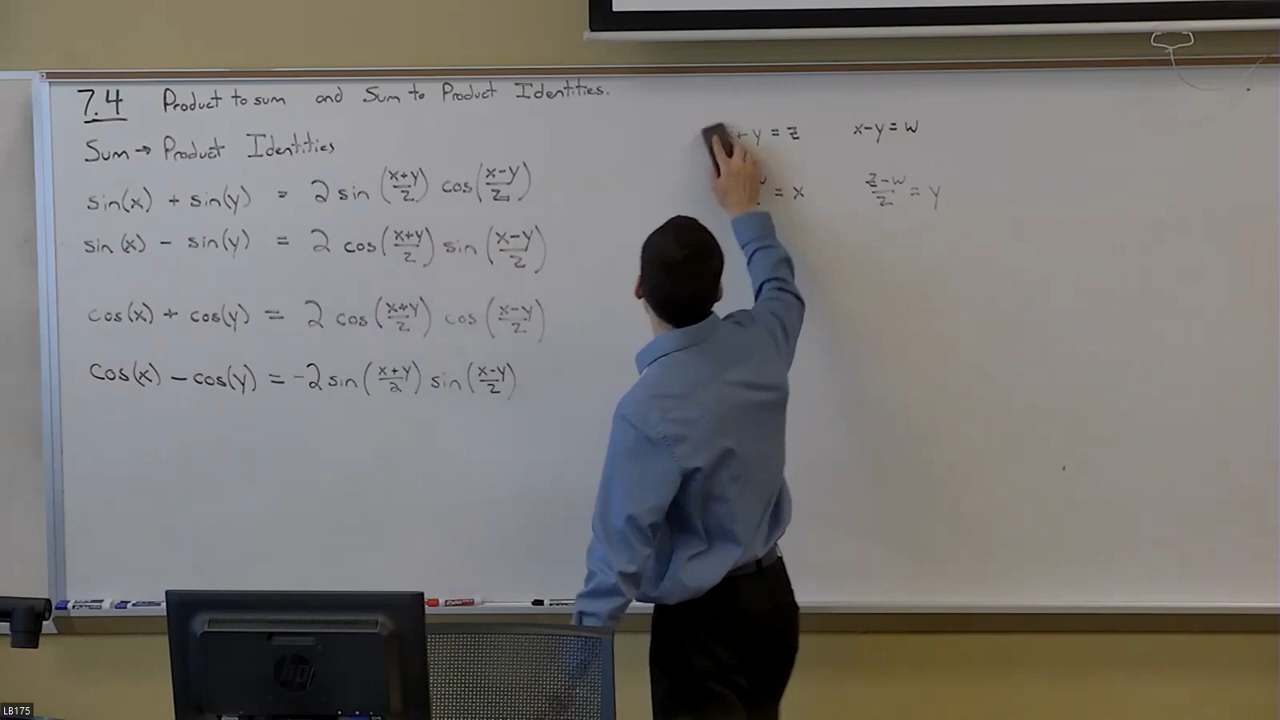 7.4 Product to sum and Sum to Product Identities.
Sum → Product Identities
sin(x) + sin(y) = 2 sin (x+y/2) cos(x-y/2)
sin(x) - sin(y) = 2 cos(x+y/2) sin (x-y/2)
cos(x) + cos(y) = 2 cos(x+y/2) cos (x-y/2)
cos(x) - cos(y) = -2 sin(x+y/2) sin(x-y/2)
+y = z x-y = w
= x z-w/2 = y
hp
LB175